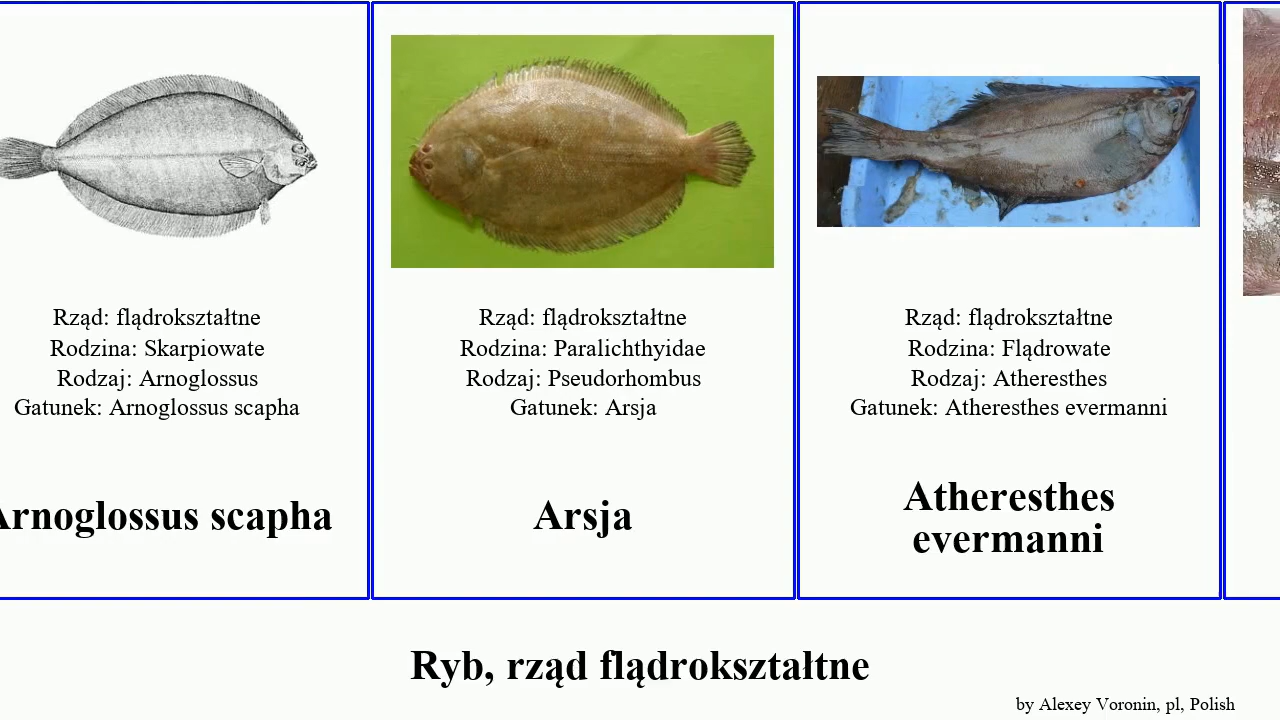 Rząd: flądrokształtne
Rodzina: Skarpiowate
Rodzaj: Arnoglossus
Gatunek: Arnoglossus scapha
Arnoglossus scapha
Rząd: flądrokształtne
Rodzina: Paralichthyidae
Rodzaj: Pseudorhombus
Gatunek: Arsja
Arsja
Rząd: flądrokształtne
Rodzina: Flądrowate
Rodzaj: Atheresthes
Gatunek: Atheresthes evermanni
Atheresthes
evermanni
Ryb, rząd flądrokształtne
by Alexey Voronin, pl, Polish